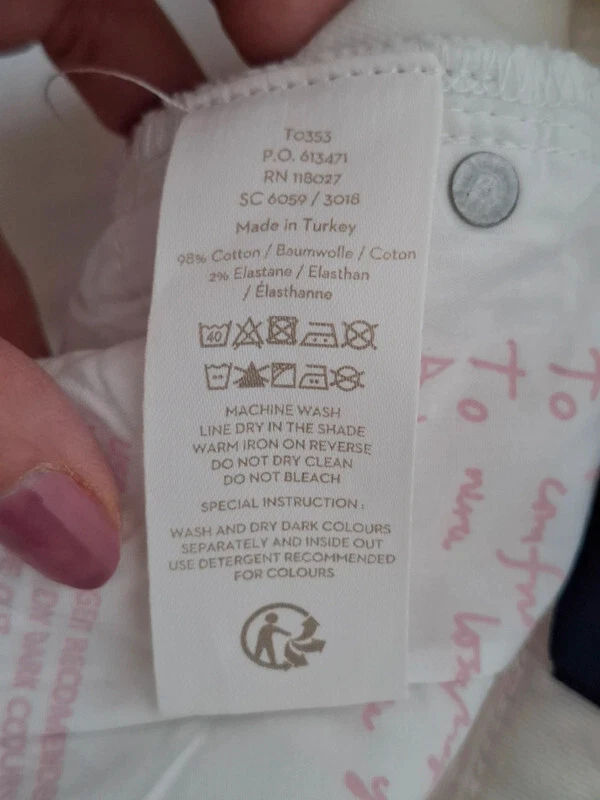 T0353
P.O. 613471
RN 118027
SC 6059 / 3018
Made in Turkey
98% Cotton / Baumwolle / Coton
2% Elastane / Elasthan
/ Élasthanne
40
MACHINE WASH
LINE DRY IN THE SHADE
WARM IRON ON REVERSE
DO NOT DRY CLEAN
DO NOT BLEACH
SPECIAL INSTRUCTION :
WASH AND DRY DARK COLOURS
SEPARATELY AND INSIDE OUT
USE DETERGENT RECOMMENDED
FOR COLOURS
To
To